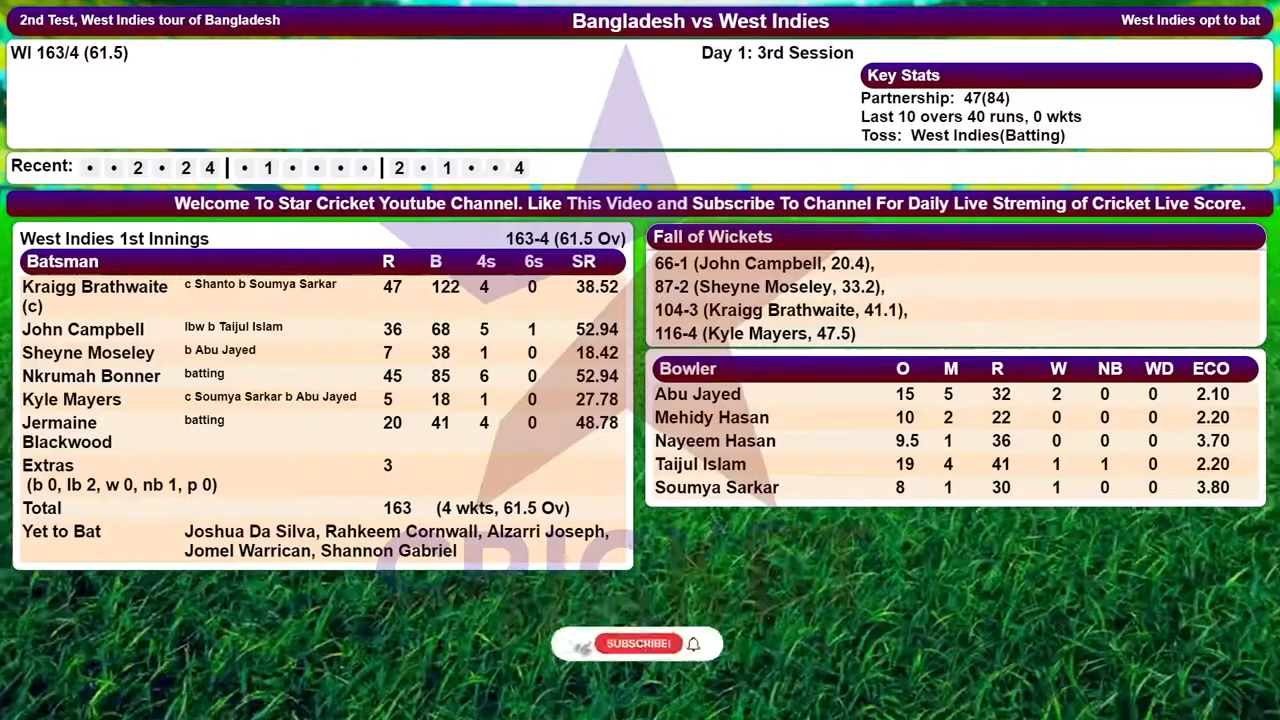 2nd Test, West Indies tour of Bangladesh Bangladesh vs West Indies West Indies opt to bat
WI 163/4 (61.5) Day 1: 3rd Session
Key Stats
Partnership: 47(84)
Last 10 overs 40 runs, 0 wkts
Toss: West Indies(Batting)
Recent: • • 2 • 2 4 | • 1 • • • • | 2 • 1 • • 4
Welcome To Star Cricket Youtube Channel. Like This Video and Subscribe To Channel For Daily Live Streming of Cricket Live Score.
West Indies 1st Innings 163-4 (61.5 Ov)
Batsman R B 4s 6s SR
Kraigg Brathwaite c Shanto b Soumya Sarkar 47 122 4 0 38.52
(c)
John Campbell lbw b Taijul Islam 36 68 5 1 52.94
Sheyne Moseley b Abu Jayed 7 38 1 0 18.42
Nkrumah Bonner batting 45 85 6 0 52.94
Kyle Mayers c Soumya Sarkar b Abu Jayed 5 18 1 0 27.78
Jermaine batting 20 41 4 0 48.78
Blackwood
Extras 3
(b 0, lb 2, w 0, nb 1, p 0)
Total 163 (4 wkts, 61.5 Ov)
Yet to Bat Joshua Da Silva, Rahkeem Cornwall, Alzarri Joseph,
Jomel Warrican, Shannon Gabriel
Fall of Wickets
66-1 (John Campbell, 20.4),
87-2 (Sheyne Moseley, 33.2),
104-3 (Kraigg Brathwaite, 41.1),
116-4 (Kyle Mayers, 47.5)
Bowler O M R W NB WD ECO
Abu Jayed 15 5 32 2 0 0 2.10
Mehidy Hasan 10 2 22 0 0 0 2.20
Nayeem Hasan 9.5 1 36 0 0 0 3.70
Taijul Islam 19 4 41 1 1 0 2.20
Soumya Sarkar 8 1 30 1 0 0 3.80
CRICKET
SUBSCRIBE!